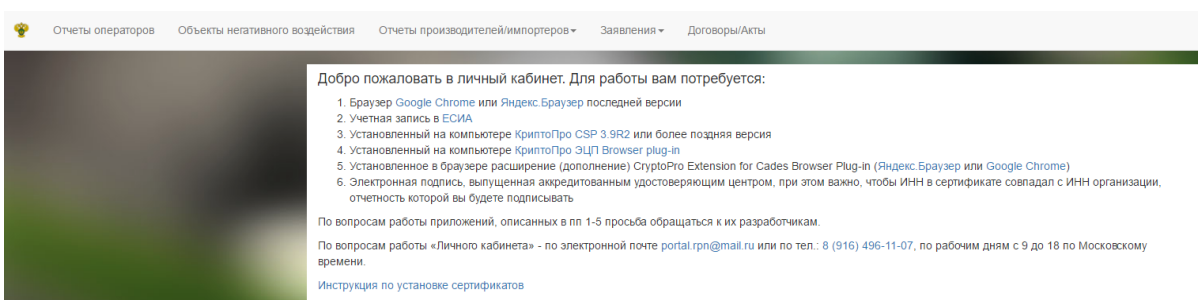 Отчеты операторов Объекты негативного воздействия Отчеты производителей/импортеров Заявления Договоры/Акты
Добро пожаловать в личный кабинет. Для работы вам потребуется:
1. Браузер Google Chrome или Яндекс.Браузер последней версии
2. Учетная запись в ЕСИА
3. Установленный на компьютере КриптоПро CSP 3.9R2 или более поздняя версия
4. Установленный на компьютере КриптоПро ЭЦП Browser plug-in
5. Установленное в браузере расширение (дополнение) CryptoPro Extension for Cades Browser Plug-in (Яндекс.Браузер или Google Chrome)
6. Электронная подпись, выпущенная аккредитованным удостоверяющим центром, при этом важно, чтобы ИНН в сертификате совпадал с ИНН организации,
отчетность которой вы будете подписывать
По вопросам работы приложений, описанных в пп 1-5 просьба обращаться к их разработчикам.
По вопросам работы «Личного кабинета» - по электронной почте portal.rpn@mail.ru или по тел.: 8 (916) 496-11-07, по рабочим дням с 9 до 18 по Московскому
времени.
Инструкция по установке сертификатов